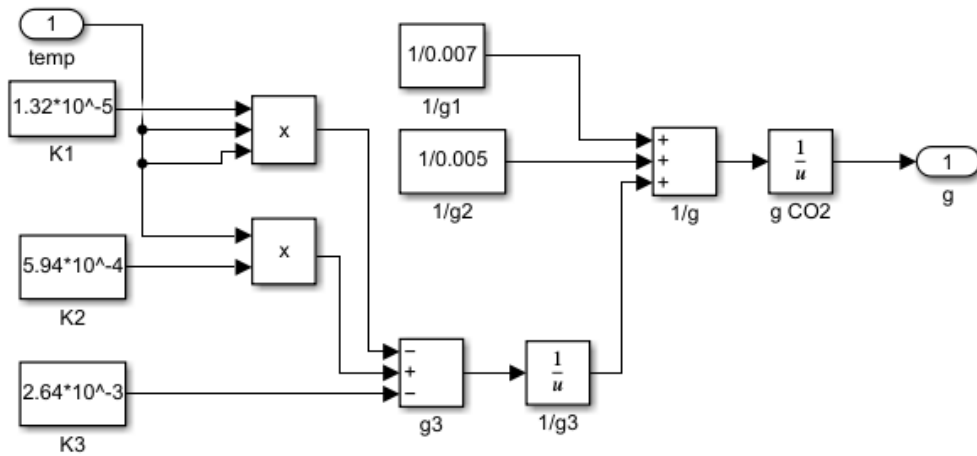 1
temp
1.32*10^-5
K1
x
5.94*10^-4
K2
x
2.64*10^-3
K3
−
+
−
g3
1
u
1/g3
1/0.007
1/g1
1/0.005
1/g2
+
+
+
1/g
1
u
g CO2
1
g